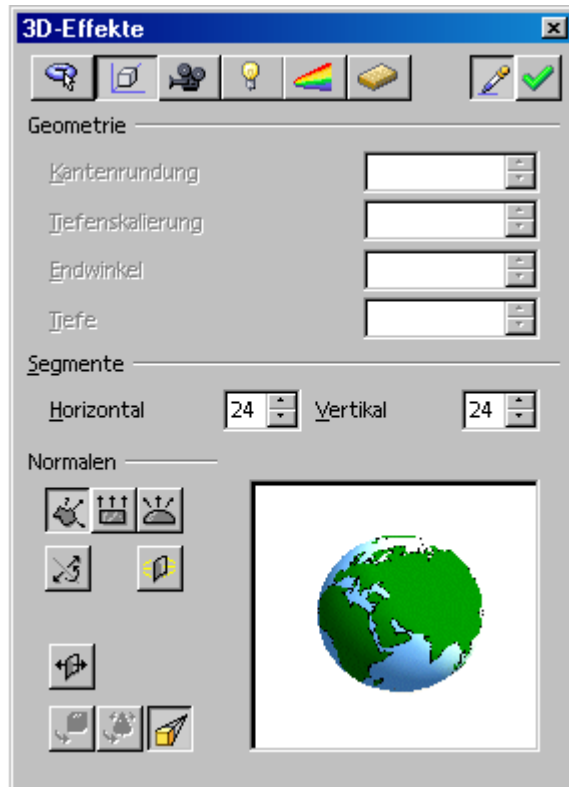 3D-Effekte
Geometrie
Kantenrundung
Tiefenskalierung
Endwinkel
Tiefe
Segmente
Horizontal 24 Vertikal 24
Normalen